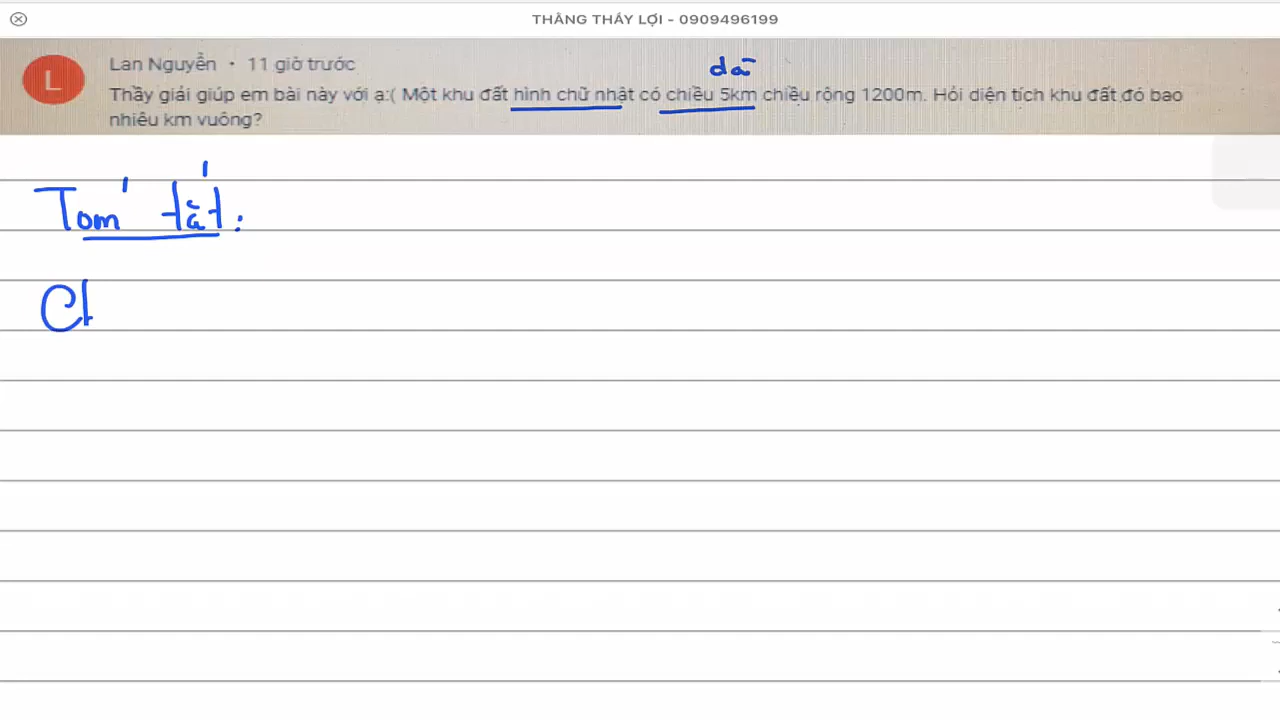 THẦNG THẦY LỢI - 0909496199
L
Lan Nguyễn • 11 giờ trước
dài
Thầy giải giúp em bài này với ạ:( Một khu đất hình chữ nhật có chiều 5km chiều rộng 1200m. Hỏi diện tích khu đất đó bao
nhiêu km vuông?
Tóm tắt:
Ch